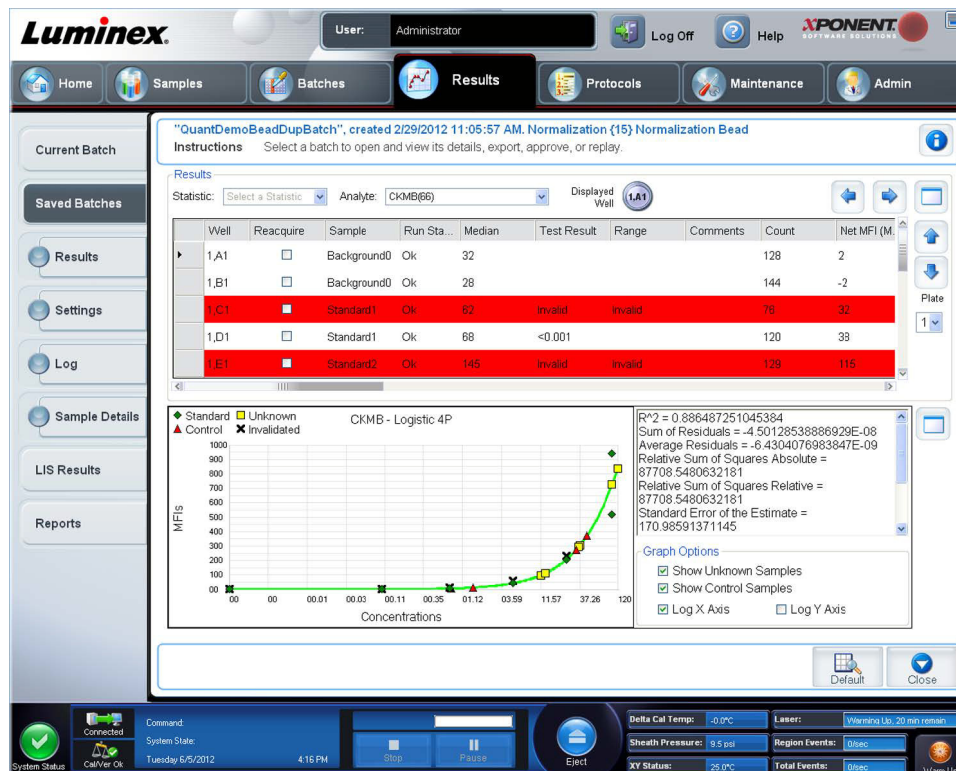 Luminex.
User: Administrator
Log Off
Help
XPONENT.
SOFTWARE SOLUTIONS
Home
Samples
Batches
Results
Protocols
Maintenance
Admin
Current Batch
Saved Batches
Results
Settings
Log
Sample Details
LIS Results
Reports
"QuantDemoBeadDupBatch", created 2/29/2012 11:05:57 AM. Normalization {15} Normalization Bead
Instructions Select a batch to open and view its details, export, approve, or replay.
Results
Statistic: Select a Statistic Analyte: CKMB(66) Displayed Well 1,A1
Well Reacquire Sample Run Sta... Median Test Result Range Comments Count Net MFI (M.
1,A1 Background0 Ok 32 128 2
1,B1 Background0 Ok 28 144 -2
1,C1 Standard1 Ok 62 Invalid Invalid 76 32
1,D1 Standard1 Ok 68 <0.001 120 38
1,E1 Standard2 Ok 145 Invalid Invalid 129 115
Plate
1
Standard Unknown
Control Invalidated
CKMB - Logistic 4P
1000
900
800
700
600
500
400
300
200
100
00
MFIs
00 00 00.01 00.03 00.11 00.35 01.12 03.59 11.57 37.26 120
Concentrations
R^2 = 0.886487251045384
Sum of Residuals = -4.50128538886929E-08
Average Residuals = -6.4304076983847E-09
Relative Sum of Squares Absolute =
87708.5480632181
Relative Sum of Squares Relative =
87708.5480632181
Standard Error of the Estimate =
170.98591371145
Graph Options
Show Unknown Samples
Show Control Samples
Log X Axis Log Y Axis
Default
Close
System Status
Connected
Cal/Ver Ok
Command:
System State:
Tuesday 6/5/2012 4:16 PM
Stop
Pause
Eject
Delta Cal Temp: -0.0°C
Sheath Pressure: 9.5 psi
XY Status: 25.0°C
Laser: Warming Up, 20 min remain
Region Events: 0/sec
Total Events: 0/sec